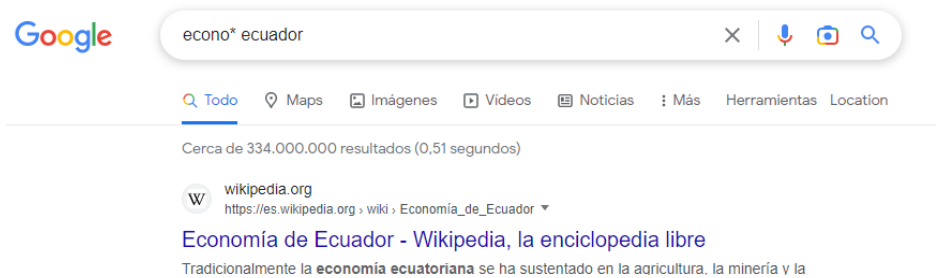 Google
econo* ecuador
Todo Maps Imágenes Vídeos Noticias Más Herramientas Location
Cerca de 334.000.000 resultados (0,51 segundos)
W
wikipedia.org
https://es.wikipedia.org › wiki › Economía_de_Ecuador
Economía de Ecuador - Wikipedia, la enciclopedia libre
Tradicionalmente la economía ecuatoriana se ha sustentado en la agricultura, la minería y la